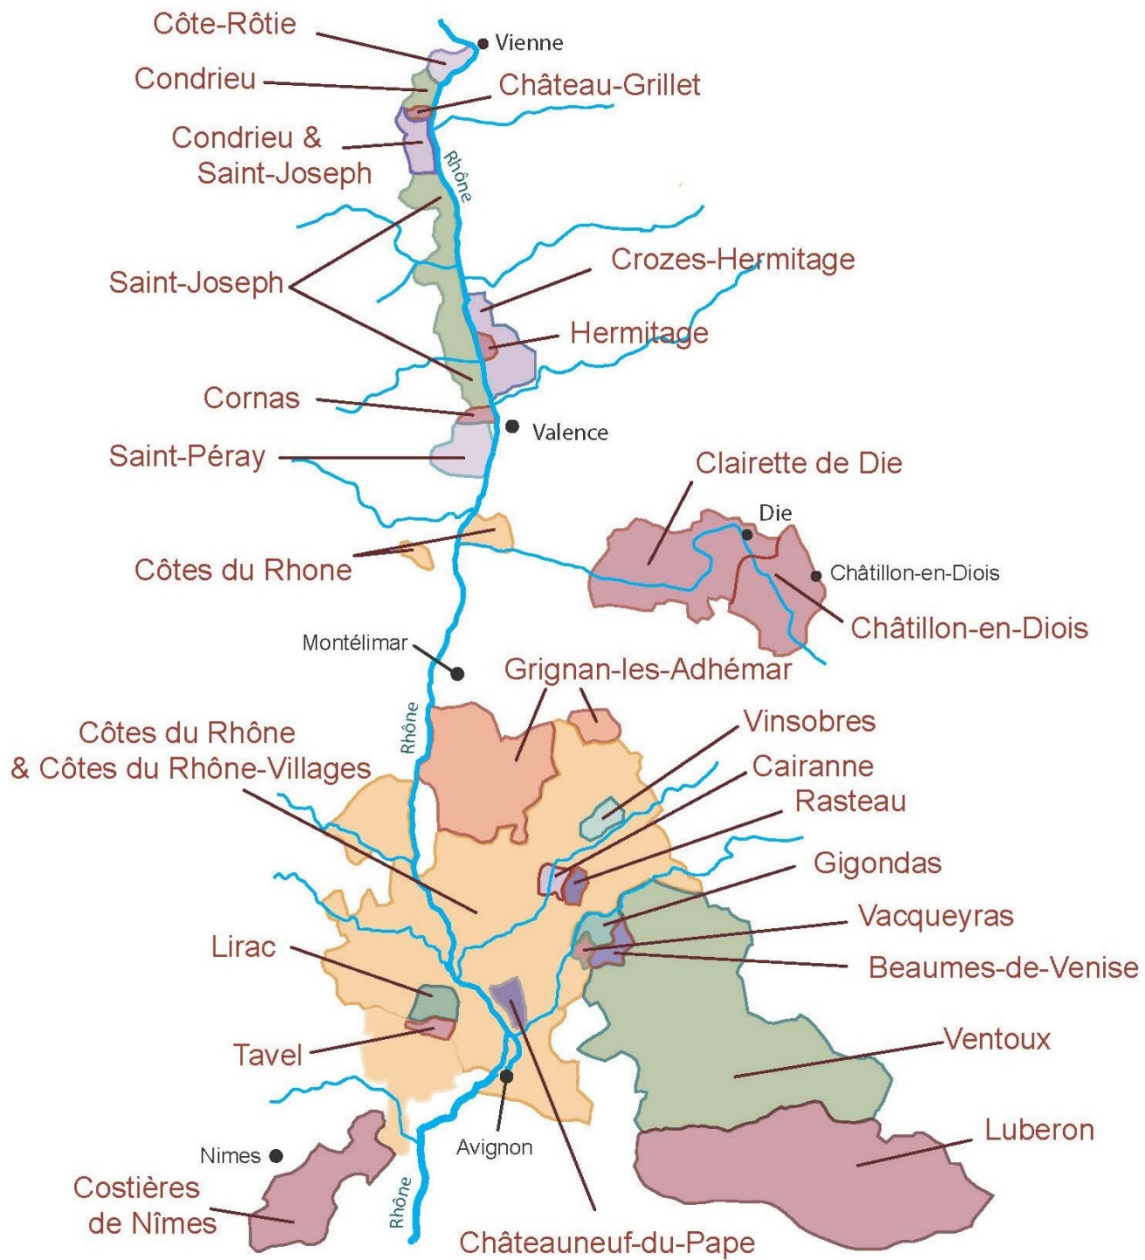 Côte-Rôtie
Vienne
Condrieu
Château-Grillet
Condrieu &
Saint-Joseph
Rhône
Crozes-Hermitage
Saint-Joseph
Hermitage
Cornas
Valence
Saint-Péray
Clairette de Die
Die
Côtes du Rhone
Châtillon-en-Diois
Châtillon-en-Diois
Montélimar
Grignan-les-Adhémar
Rhône
Côtes du Rhône
& Côtes du Rhône-Villages
Vinsobres
Cairanne
Rasteau
Gigondas
Vacqueyras
Lirac
Beaumes-de-Venise
Tavel
Ventoux
Luberon
Avignon
Nimes
Costières
de Nîmes
Rhône
Châteauneuf-du-Pape